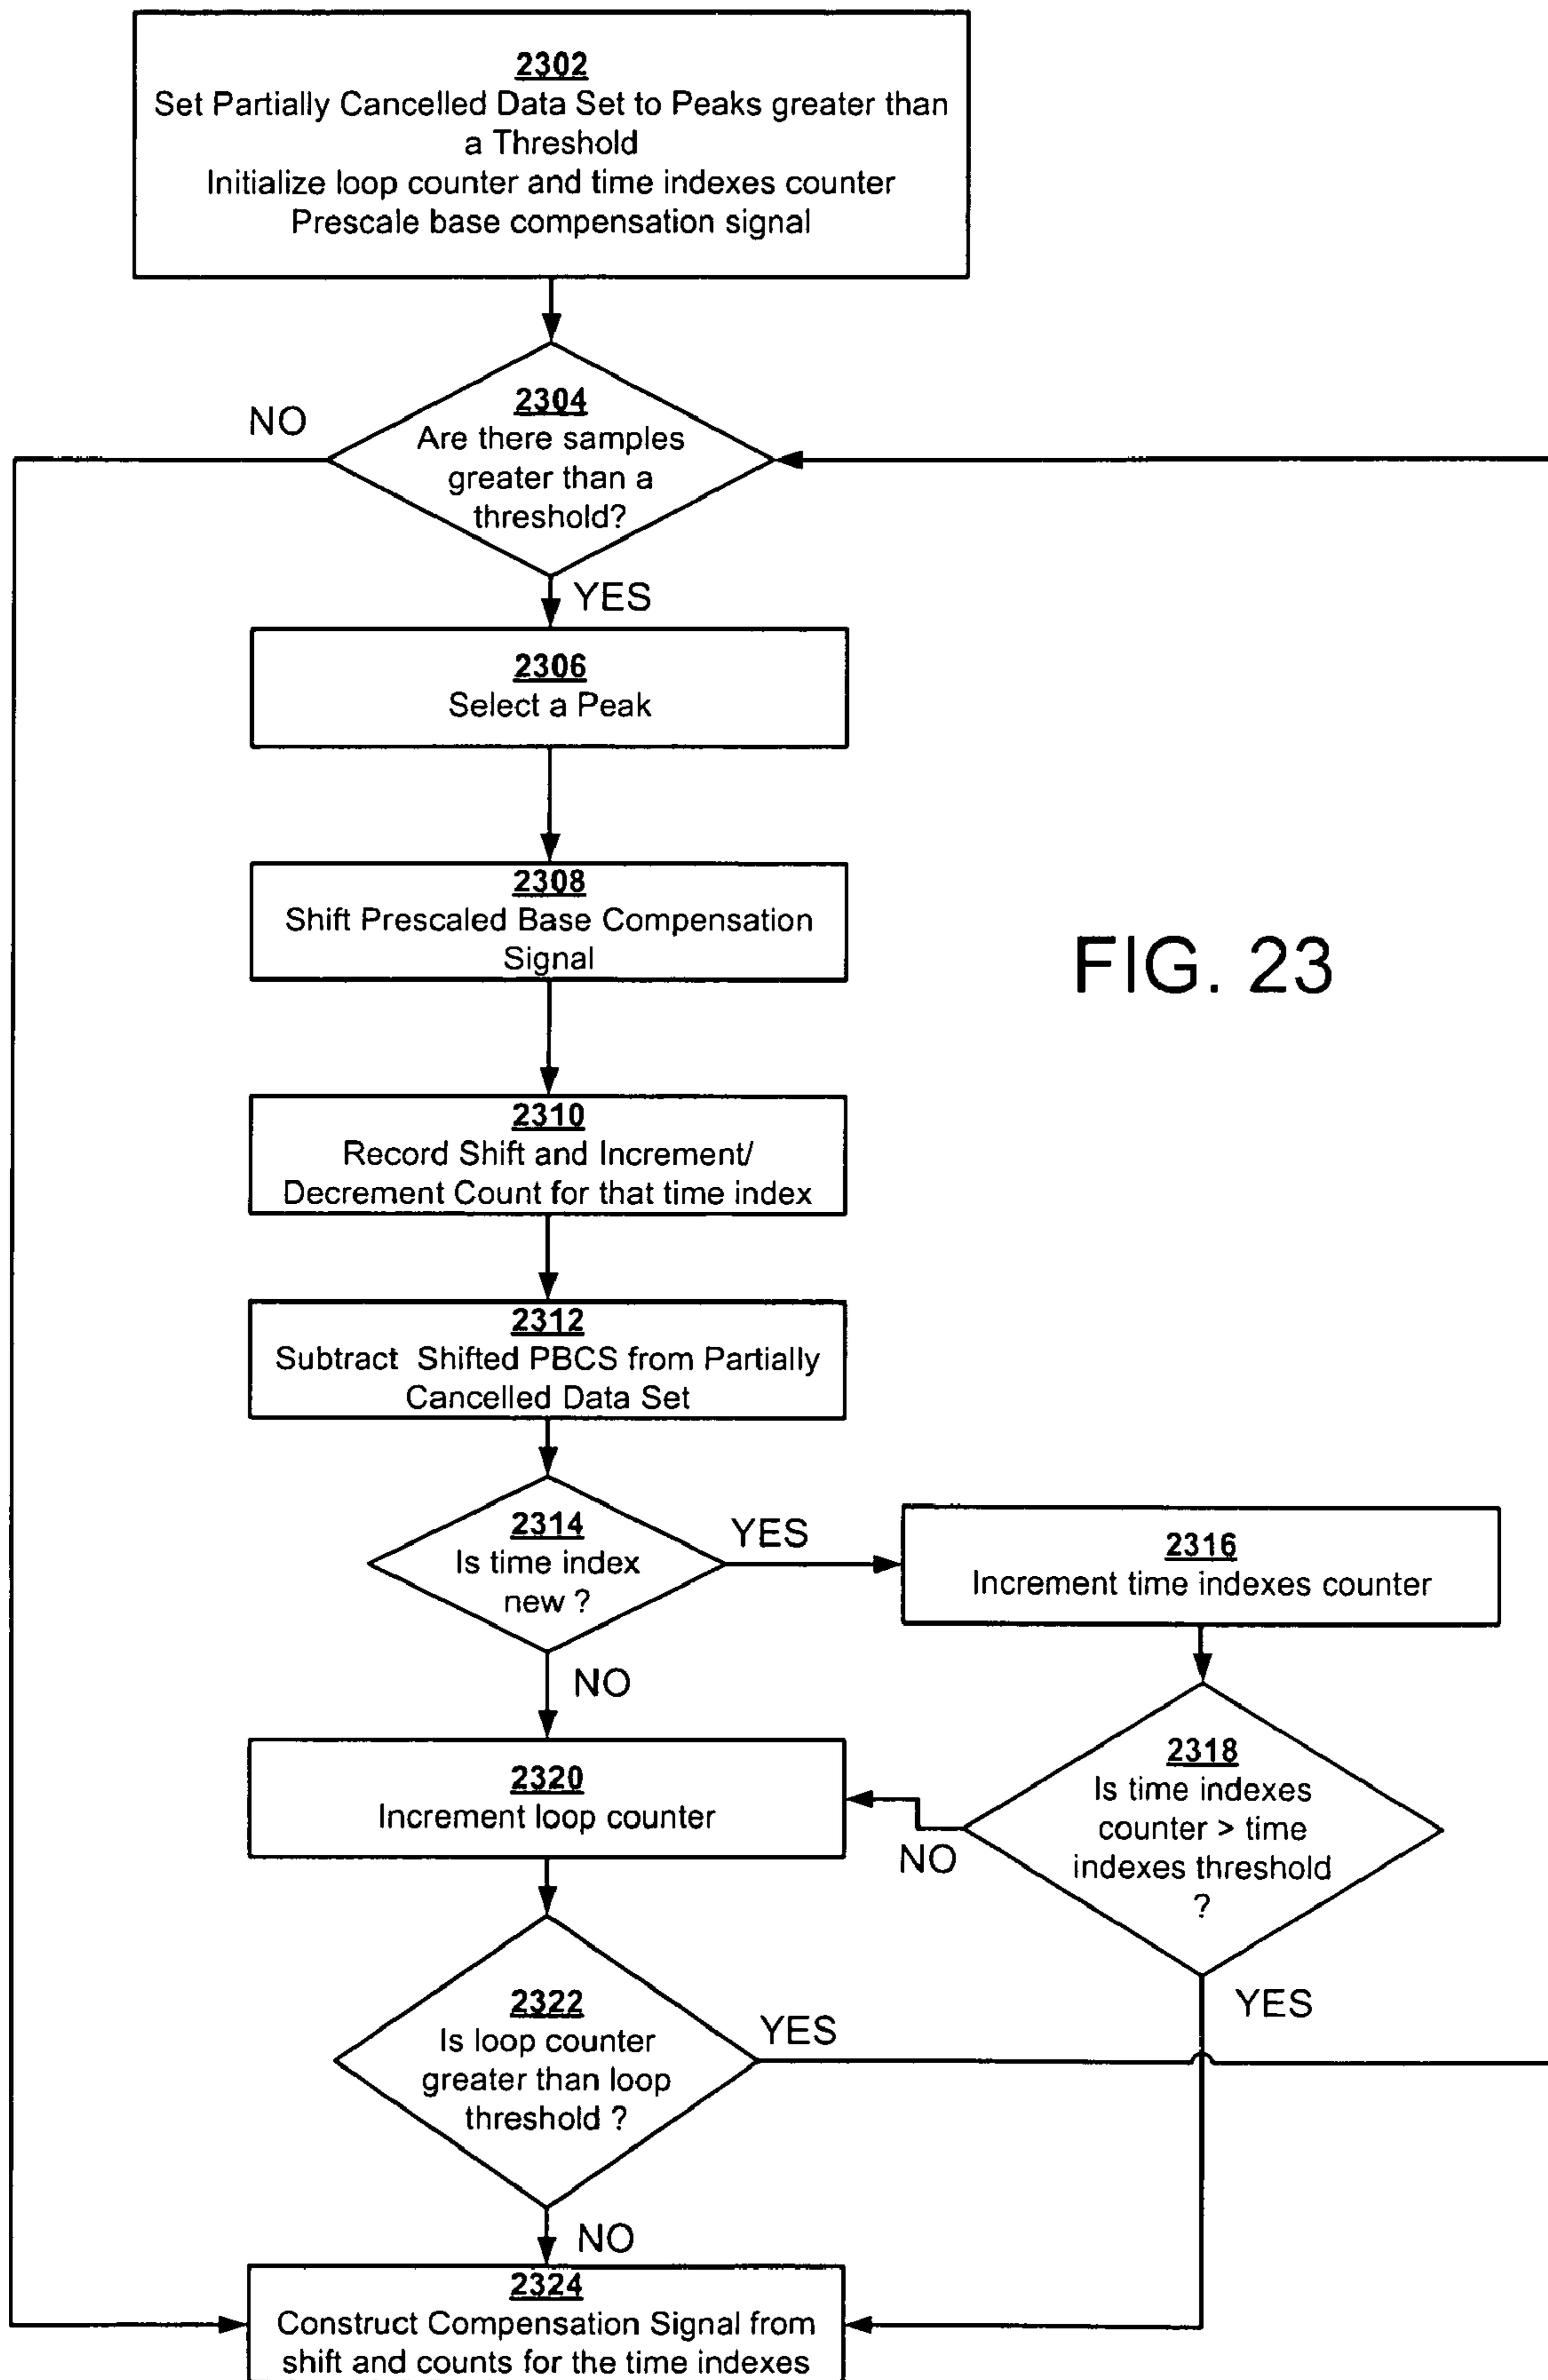 2302
Set Partially Cancelled Data Set to Peaks greater than
a Threshold
Initialize loop counter and time indexes counter
Prescale base compensation signal
NO
2304
Are there samples
greater than a
threshold?
YES
2306
Select a Peak
2308
Shift Prescaled Base Compensation
Signal
FIG. 23
2310
Record Shift and Increment/
Decrement Count for that time index
2312
Subtract Shifted PBCS from Partially
Cancelled Data Set
2314
Is time index
new ?
YES
2316
Increment time indexes counter
NO
2318
Is time indexes
counter > time
indexes threshold
?
2320
Increment loop counter
NO
YES
2322
Is loop counter
greater than loop
threshold ?
YES
NO
2324
Construct Compensation Signal from
shift and counts for the time indexes